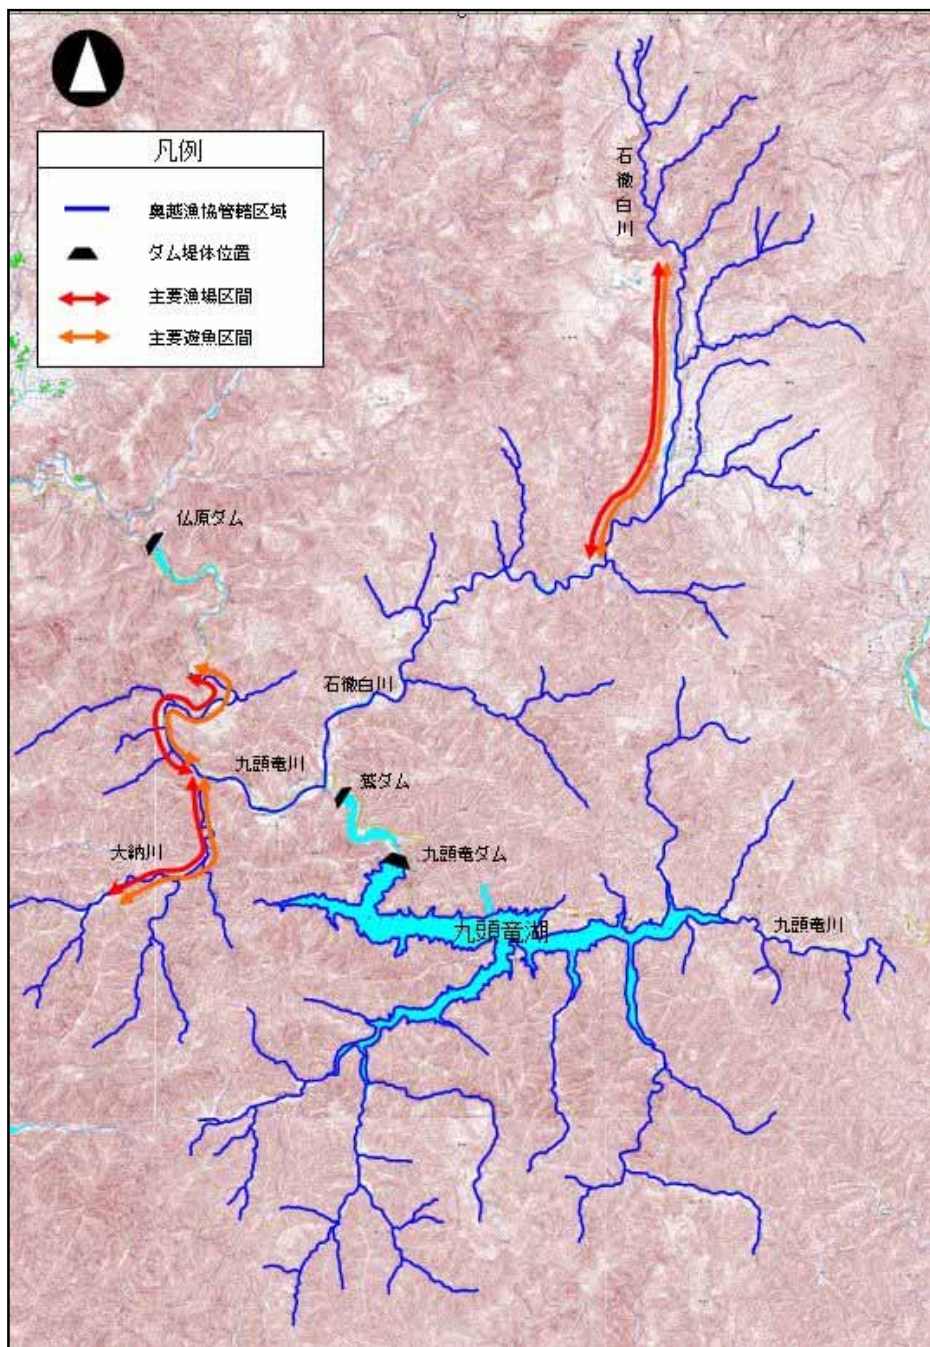 凡例
奥越漁協管轄区域
ダム堤体位置
主要漁場区間
主要遊魚区間
石徹白川
仏原ダム
石徹白川
九頭竜川
鷲ダム
大納川
九頭竜ダム
九頭竜湖
九頭竜川